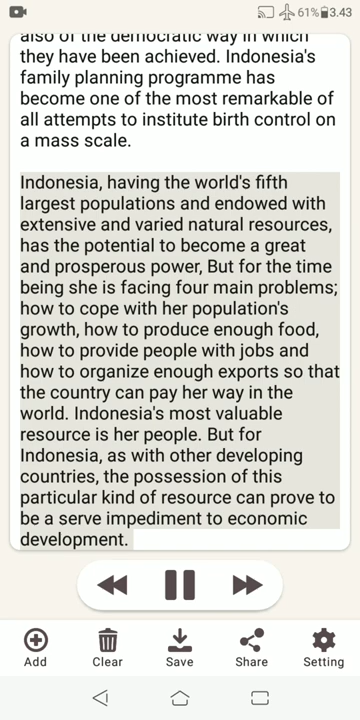 61% 3.43
also of the democratic way in which
they have been achieved. Indonesia's
family planning programme has
become one of the most remarkable of
all attempts to institute birth control on
a mass scale.
Indonesia, having the world's fifth
largest populations and endowed with
extensive and varied natural resources,
has the potential to become a great
and prosperous power, But for the time
being she is facing four main problems;
how to cope with her population's
growth, how to produce enough food,
how to provide people with jobs and
how to organize enough exports so that
the country can pay her way in the
world. Indonesia's most valuable
resource is her people. But for
Indonesia, as with other developing
countries, the possession of this
particular kind of resource can prove to
be a serve impediment to economic
development.
Add Clear Save Share Setting